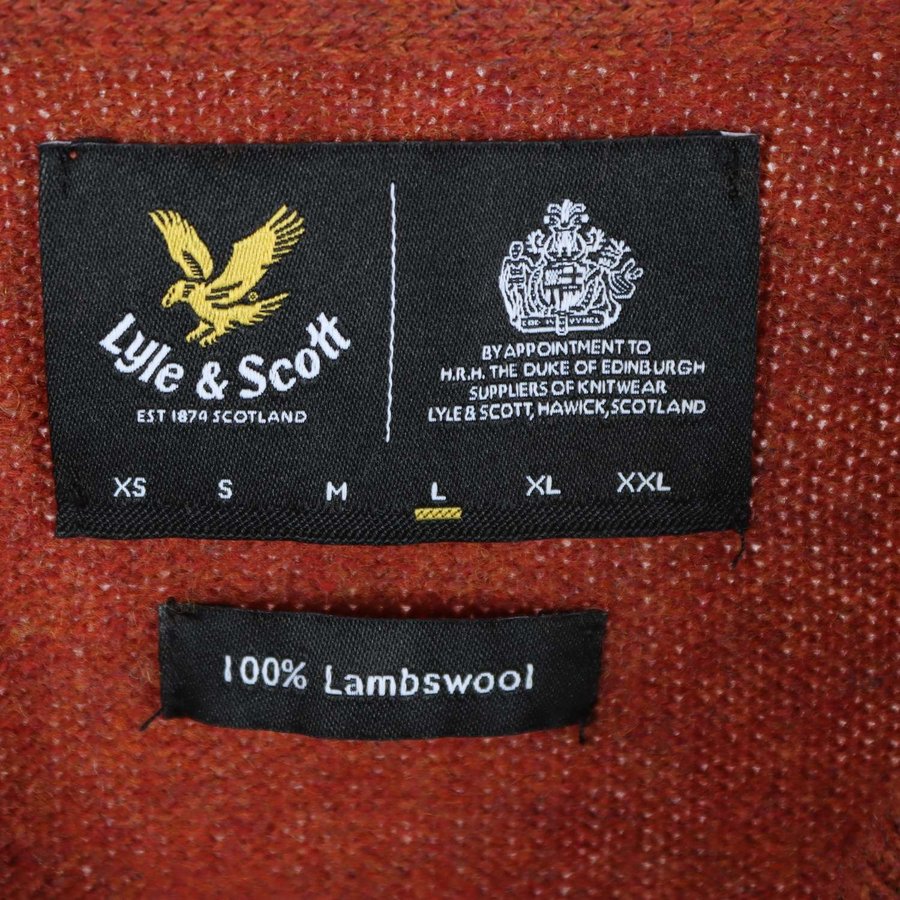 Lyle & Scott
EST 1874 SCOTLAND
BY APPOINTMENT TO
H.R.H. THE DUKE OF EDINBURGH
SUPPLIERS OF KNITWEAR
LYLE & SCOTT, HAWICK, SCOTLAND
XS S M L XL XXL
100% Lambswool